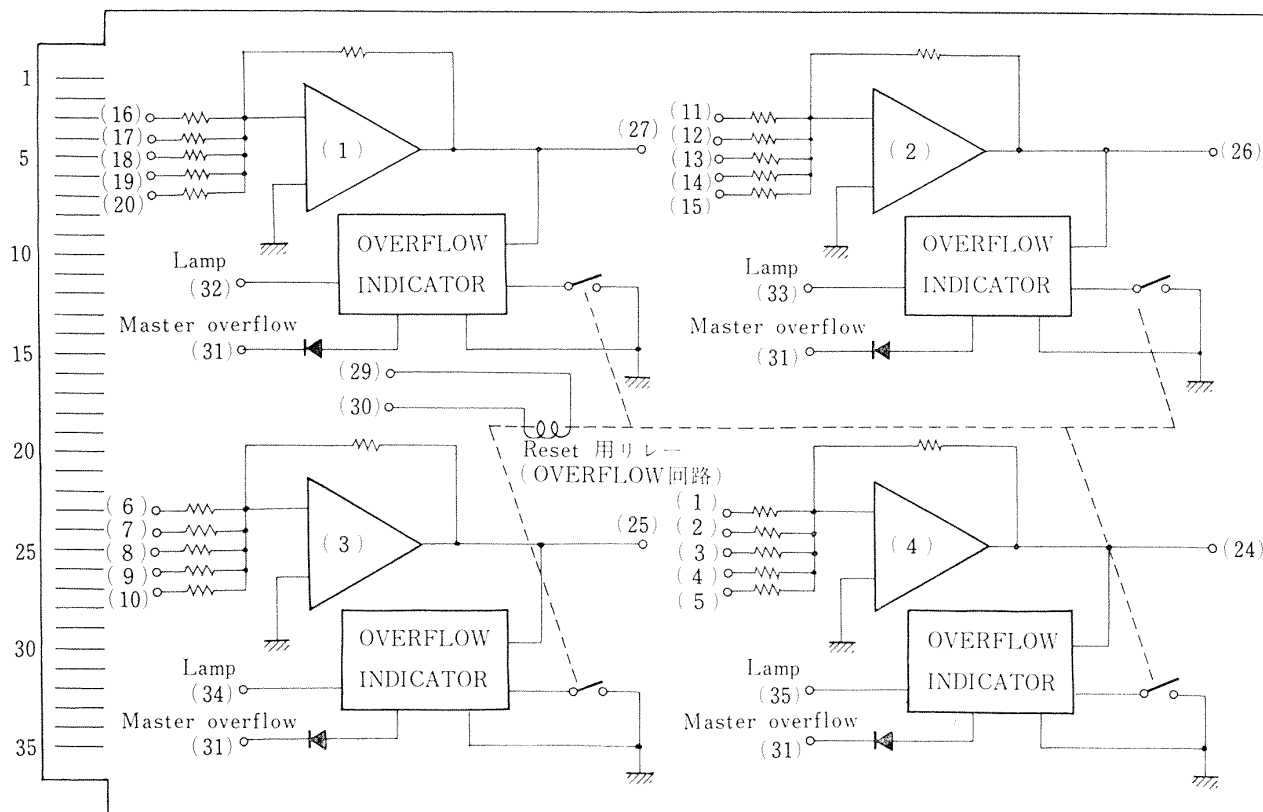 1
5
10
15
20
25
30
35
(16)
(17)
(18)
(19)
(20)
(1)
(27)
Lamp
(32)
OVERFLOW
INDICATOR
Master overflow
(31)
(11)
(12)
(13)
(14)
(15)
(2)
(26)
Lamp
(33)
OVERFLOW
INDICATOR
Master overflow
(31)
(29)
(30)
Reset 用リレー
(OVERFLOW回路)
(6)
(7)
(8)
(9)
(10)
(3)
(25)
Lamp
(34)
OVERFLOW
INDICATOR
Master overflow
(31)
(1)
(2)
(3)
(4)
(5)
(4)
(24)
Lamp
(35)
OVERFLOW
INDICATOR
Master overflow
(31)